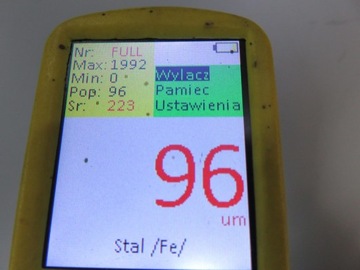 Nr: FULL
Max: 1992
Min: 0
Pop: 96
Sr: 223
Wylacz
Pamiec
Ustawienia
96
um
Stal /Fe/